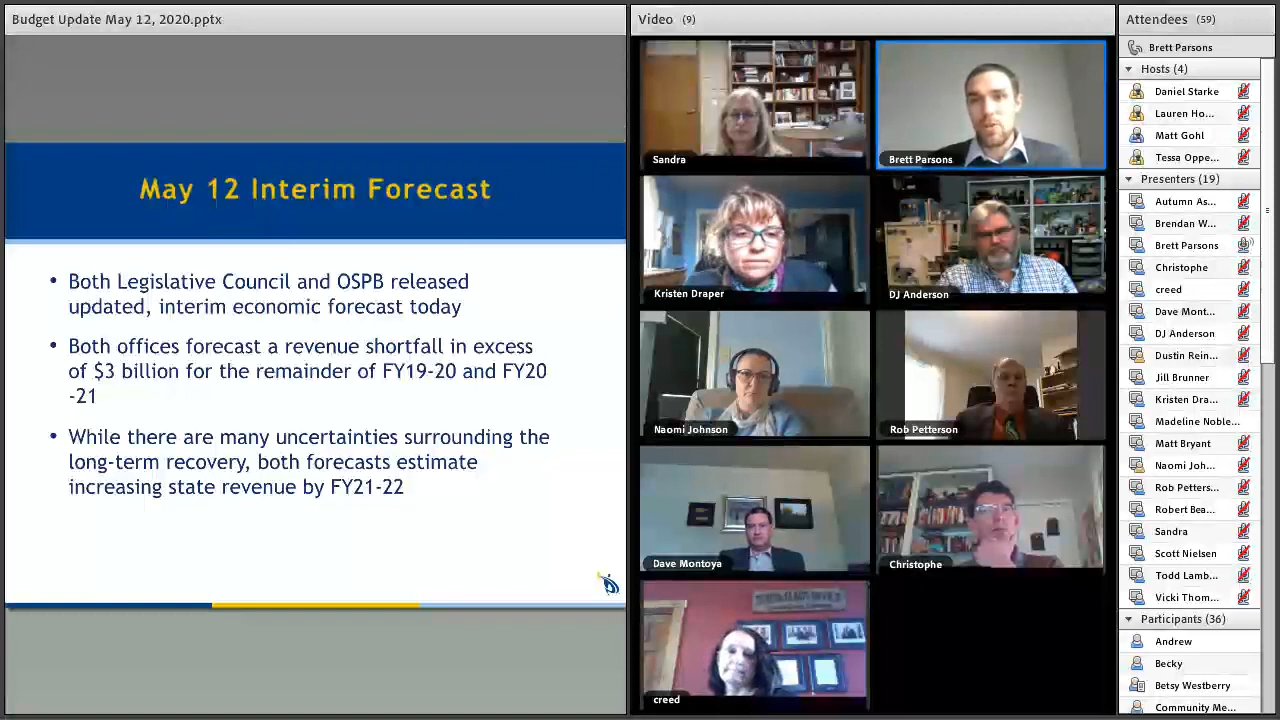 Budget Update May 12, 2020.pptx
May 12 Interim Forecast
• Both Legislative Council and OSPB released
updated, interim economic forecast today
• Both offices forecast a revenue shortfall in excess
of $3 billion for the remainder of FY19-20 and FY20
-21
• While there are many uncertainties surrounding the
long-term recovery, both forecasts estimate
increasing state revenue by FY21-22
Video (9)
Sandra
Brett Parsons
Kristen Draper
DJ Anderson
Naomi Johnson
Rob Petterson
Dave Montoya
Christophe
creed
Attendees (59)
Brett Parsons
Hosts (4)
Daniel Starke
Lauren Ho...
Matt Gohl
Tessa Oppe...
Presenters (19)
Autumn As...
Brendan W...
Brett Parsons
Christophe
creed
Dave Mont...
DJ Anderson
Dustin Rein...
Jill Brunner
Kristen Dra...
Madeline Noble...
Matt Bryant
Naomi Joh...
Rob Petters...
Robert Bea...
Sandra
Scott Nielsen
Todd Lamb...
Vicki Thom...
Participants (36)
Andrew
Becky
Betsy Westberry
Community Me...